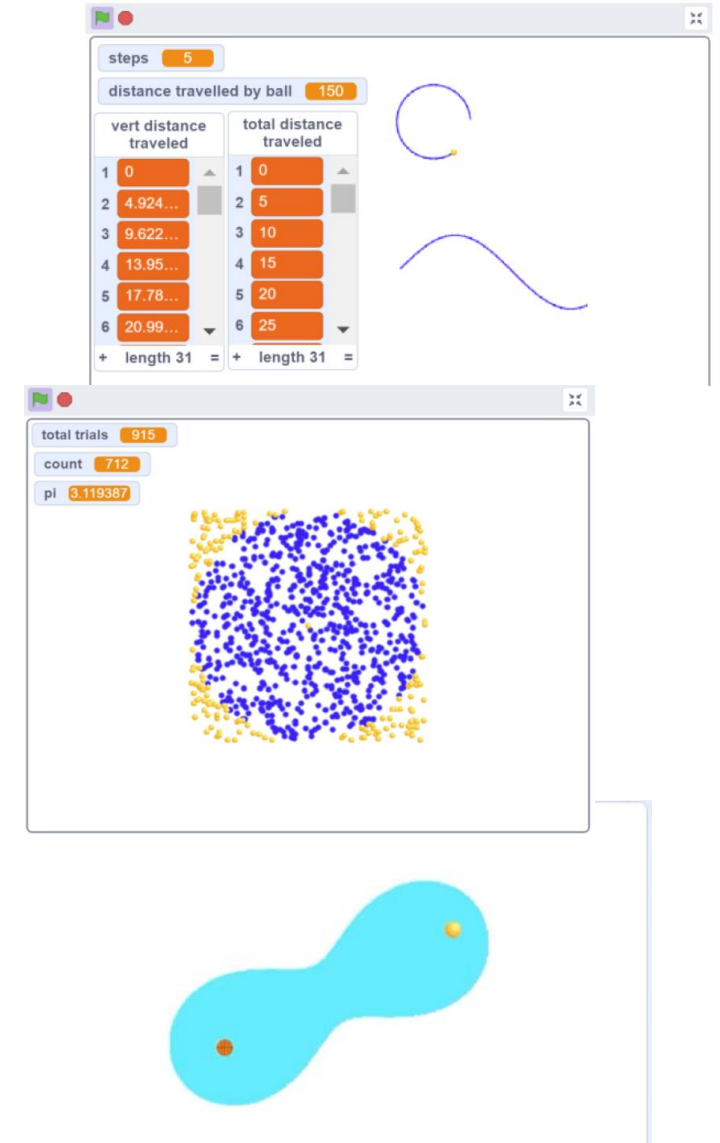 steps 5
distance travelled by ball 150
vert distance
traveled
1 0
2 4.924...
3 9.622...
4 13.95...
5 17.78...
6 20.99...
+ length 31 =
total distance
traveled
1 0
2 5
3 10
4 15
5 20
6 25
+ length 31 =
total trials 915
count 712
pi 3.119387